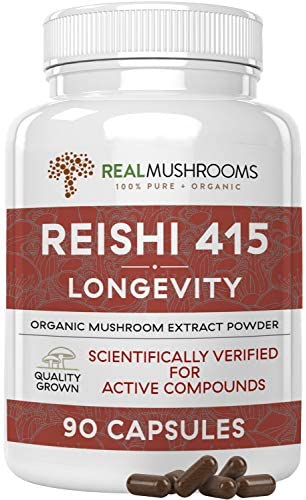 REALMUSHROOMS
100% PURE + ORGANIC
REISHI 415
LONGEVITY
ORGANIC MUSHROOM EXTRACT POWDER
QUALITY
GROWN
SCIENTIFICALLY VERIFIED
FOR
ACTIVE COMPOUNDS
90 CAPSULES